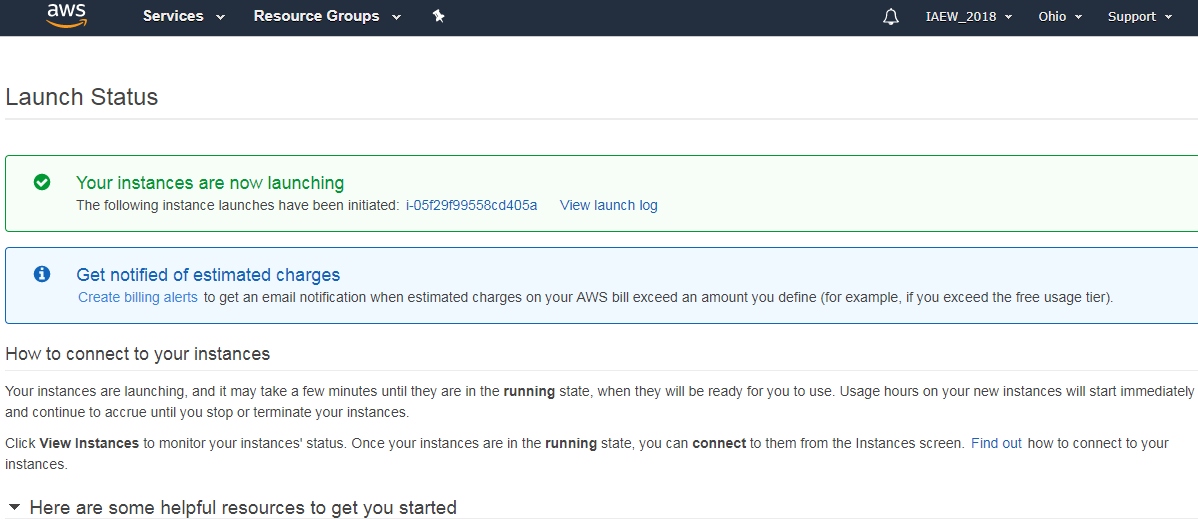 aws Services Resource Groups IAEW_2018 Ohio Support
Launch Status
Your instances are now launching
The following instance launches have been initiated: i-05f29f99558cd405a View launch log
Get notified of estimated charges
Create billing alerts to get an email notification when estimated charges on your AWS bill exceed an amount you define (for example, if you exceed the free usage tier).
How to connect to your instances
Your instances are launching, and it may take a few minutes until they are in the running state, when they will be ready for you to use. Usage hours on your new instances will start immediately
and continue to accrue until you stop or terminate your instances.
Click View Instances to monitor your instances' status. Once your instances are in the running state, you can connect to them from the Instances screen. Find out how to connect to your
instances.
Here are some helpful resources to get you started